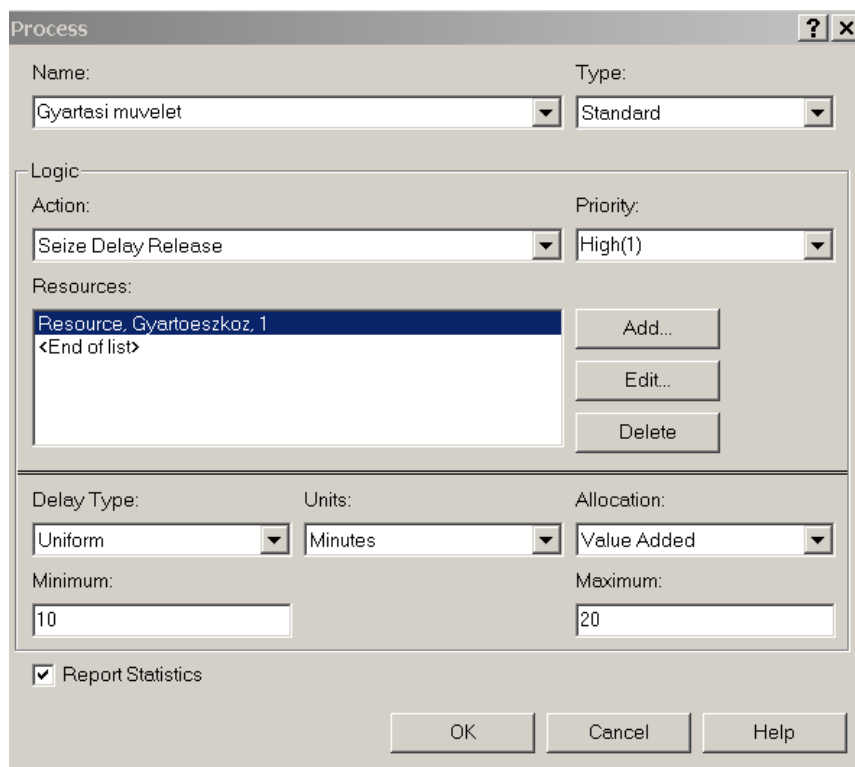 Process
Name: Type:
Gyartasi muvelet Standard
Logic
Action: Priority:
Seize Delay Release High(1)
Resources:
Resource, Gyartoeszkoz, 1
<End of list>
Add...
Edit...
Delete
Delay Type: Units: Allocation:
Uniform Minutes Value Added
Minimum: Maximum:
10 20
Report Statistics
OK Cancel Help